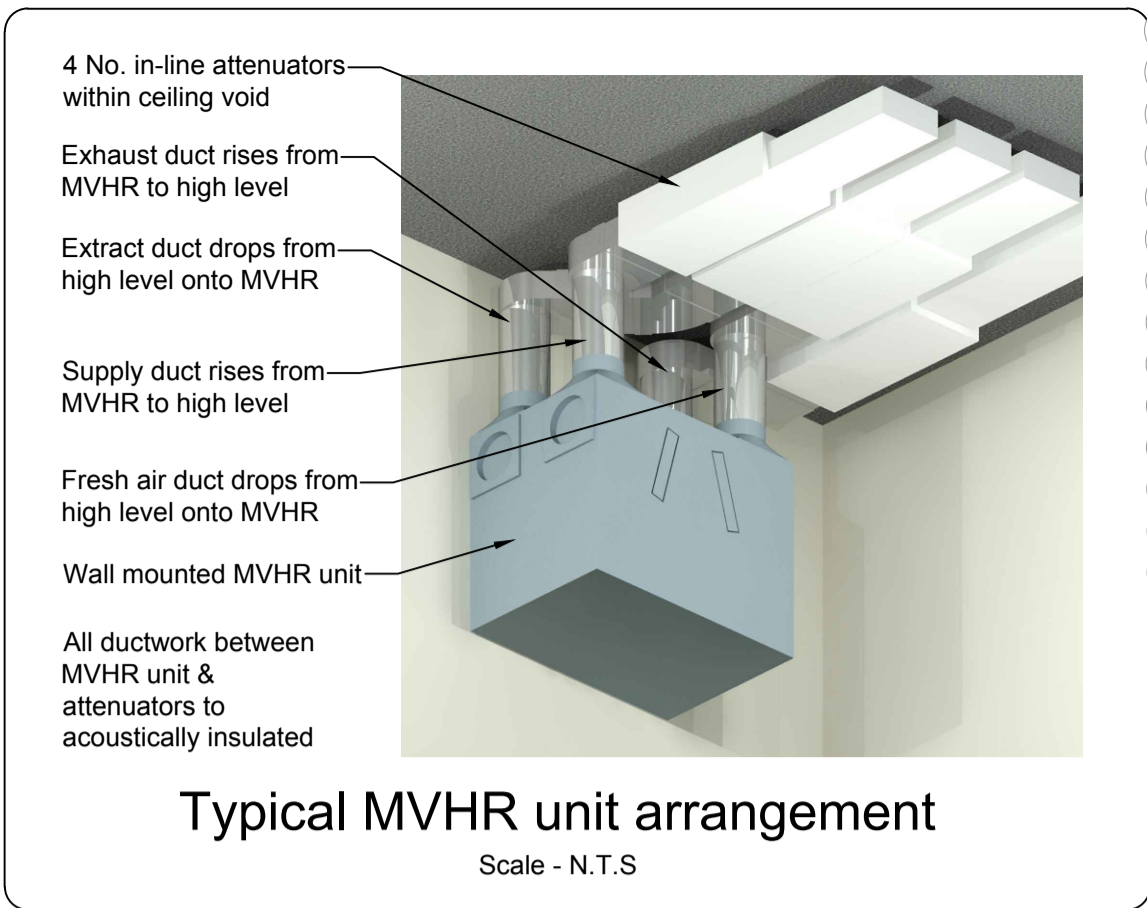 4 No. in-line attenuators
within ceiling void
Exhaust duct rises from
MVHR to high level
Extract duct drops from
high level onto MVHR
Supply duct rises from
MVHR to high level
Fresh air duct drops from
high level onto MVHR
Wall mounted MVHR unit
All ductwork between
MVHR unit &
attenuators to
acoustically insulated
Typical MVHR unit arrangement
Scale - N.T.S